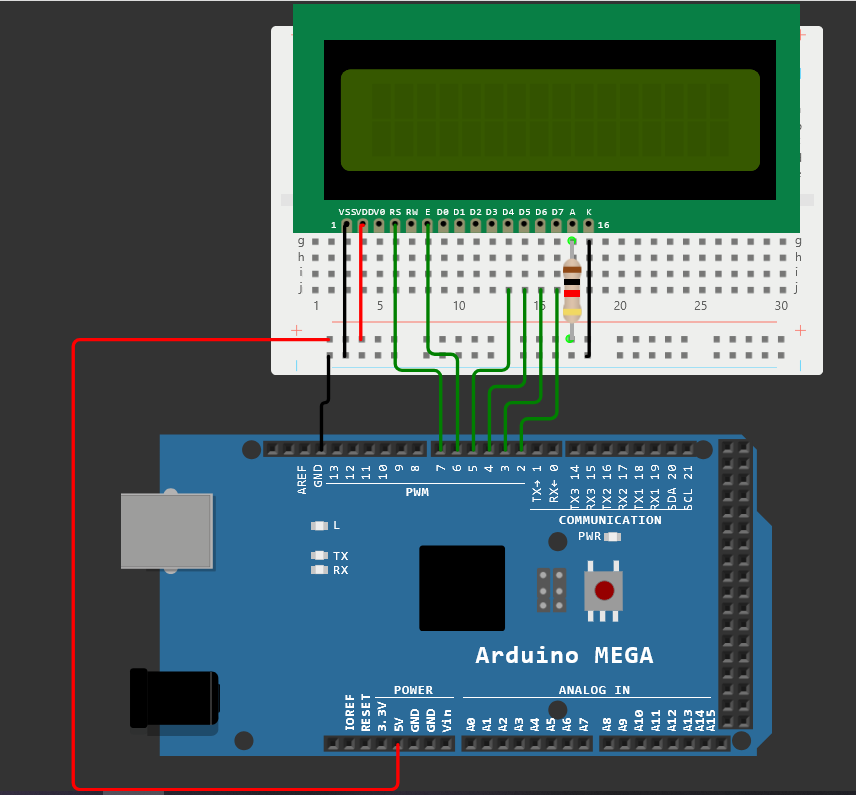 VSS VDD V0 RS RW E D0 D1 D2 D3 D4 D5 D6 D7 A K
1 16
g g
h h
i i
j j
1 5 10 15 20 25 30
+ +
AREF GND 13 12 11 10 9 8 7 6 5 4 3 2 TX→ 1 RX← 0 TX3 14 RX3 15 TX2 16 RX2 17 TX1 18 RX1 19 SDA 20 SCL 21
PWM
COMMUNICATION
L
PWR
TX
RX
Arduino MEGA
POWER ANALOG IN
IOREF RESET 3.3V 5V GND GND Vin A0 A1 A2 A3 A4 A5 A6 A7 A8 A9 A10 A11 A12 A13 A14 A15